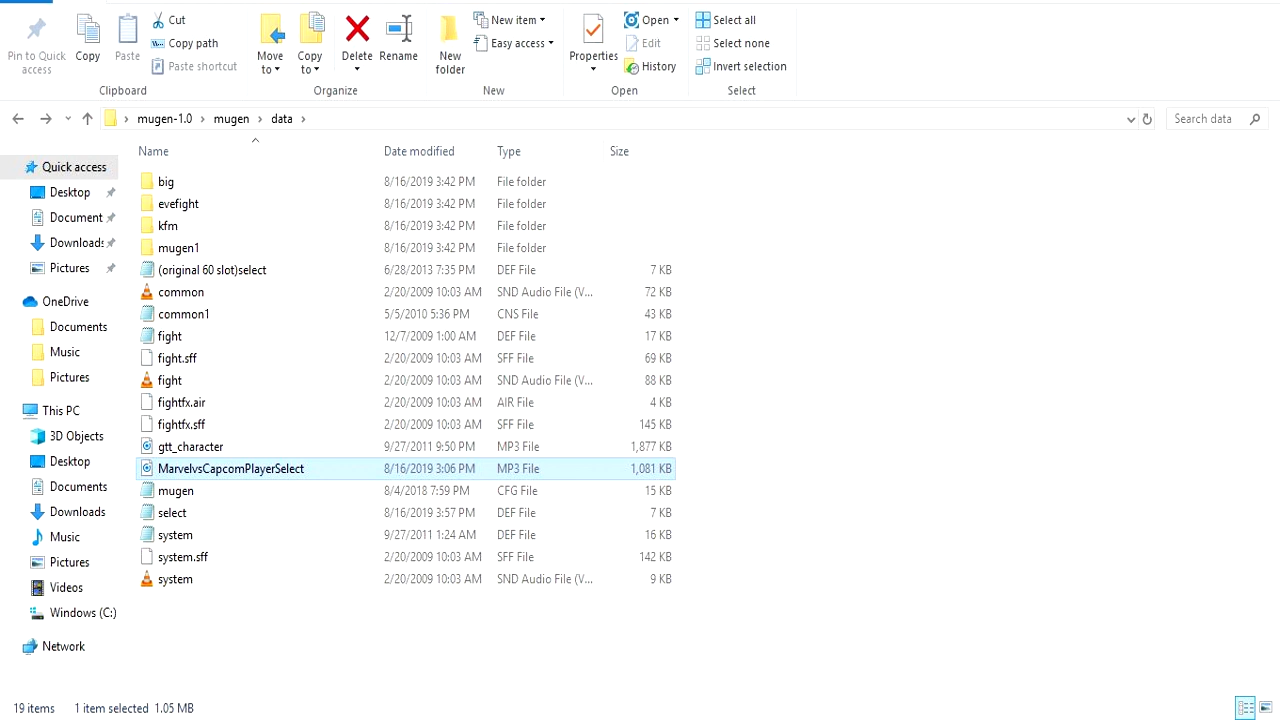 Pin to Quick access
Copy
Paste
Cut
Copy path
Paste shortcut
Clipboard
Move to
Copy to
Delete
Rename
Organize
New folder
New item
Easy access
New
Properties
Open
Edit
History
Open
Select all
Select none
Invert selection
Select
mugen-1.0 > mugen > data >
Search data
Name Date modified Type Size
Quick access
Desktop
Document
Downloads
Pictures
OneDrive
Documents
Music
Pictures
This PC
3D Objects
Desktop
Documents
Downloads
Music
Pictures
Videos
Windows (C:)
Network
big 8/16/2019 3:42 PM File folder
evefight 8/16/2019 3:42 PM File folder
kfm 8/16/2019 3:42 PM File folder
mugen1 8/16/2019 3:42 PM File folder
(original 60 slot)select 6/28/2013 7:35 PM DEF File 7 KB
common 2/20/2009 10:03 AM SND Audio File (V... 72 KB
common1 5/5/2010 5:36 PM CNS File 43 KB
fight 12/7/2009 1:00 AM DEF File 17 KB
fight.sff 2/20/2009 10:03 AM SFF File 69 KB
fight 2/20/2009 10:03 AM SND Audio File (V... 88 KB
fightfx.air 2/20/2009 10:03 AM AIR File 4 KB
fightfx.sff 2/20/2009 10:03 AM SFF File 145 KB
gtt_character 9/27/2011 9:50 PM MP3 File 1,877 KB
MarvelvsCapcomPlayerSelect 8/16/2019 3:06 PM MP3 File 1,081 KB
mugen 8/4/2018 7:59 PM CFG File 15 KB
select 8/16/2019 3:57 PM DEF File 7 KB
system 9/27/2011 1:24 AM DEF File 16 KB
system.sff 2/20/2009 10:03 AM SFF File 142 KB
system 2/20/2009 10:03 AM SND Audio File (V... 9 KB
19 items 1 item selected 1.05 MB